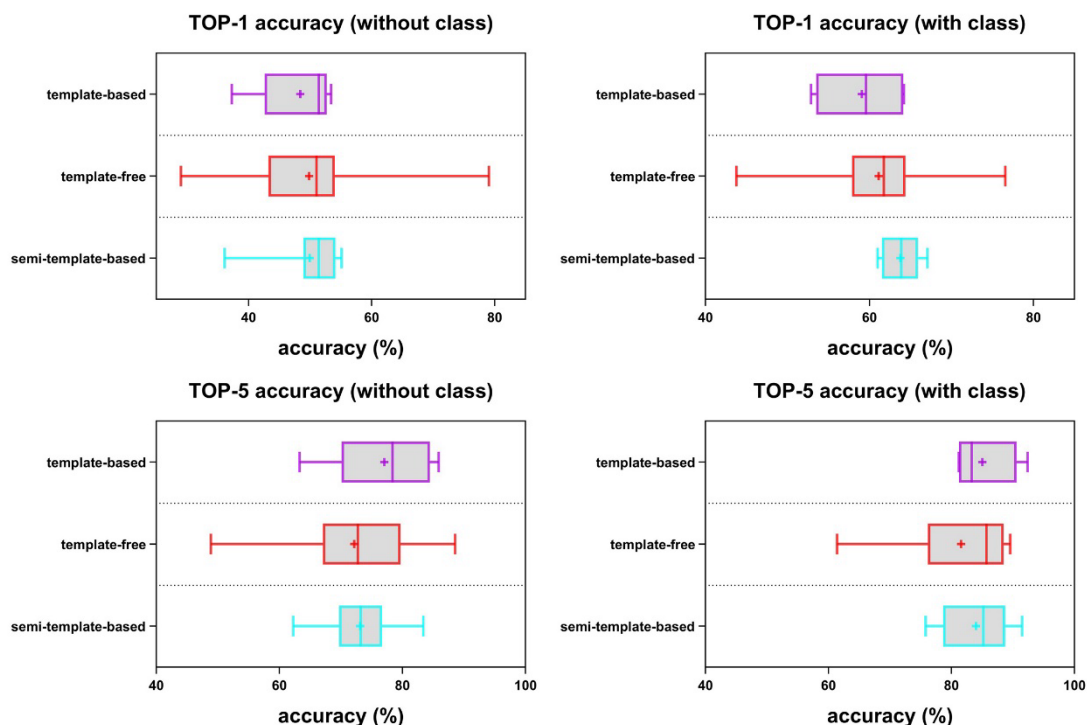 TOP-1 accuracy (without class)
template-based
template-free
semi-template-based
40 60 80
accuracy (%)
TOP-1 accuracy (with class)
template-based
template-free
semi-template-based
40 60 80
accuracy (%)
TOP-5 accuracy (without class)
template-based
template-free
semi-template-based
40 60 80 100
accuracy (%)
TOP-5 accuracy (with class)
template-based
template-free
semi-template-based
40 60 80 100
accuracy (%)